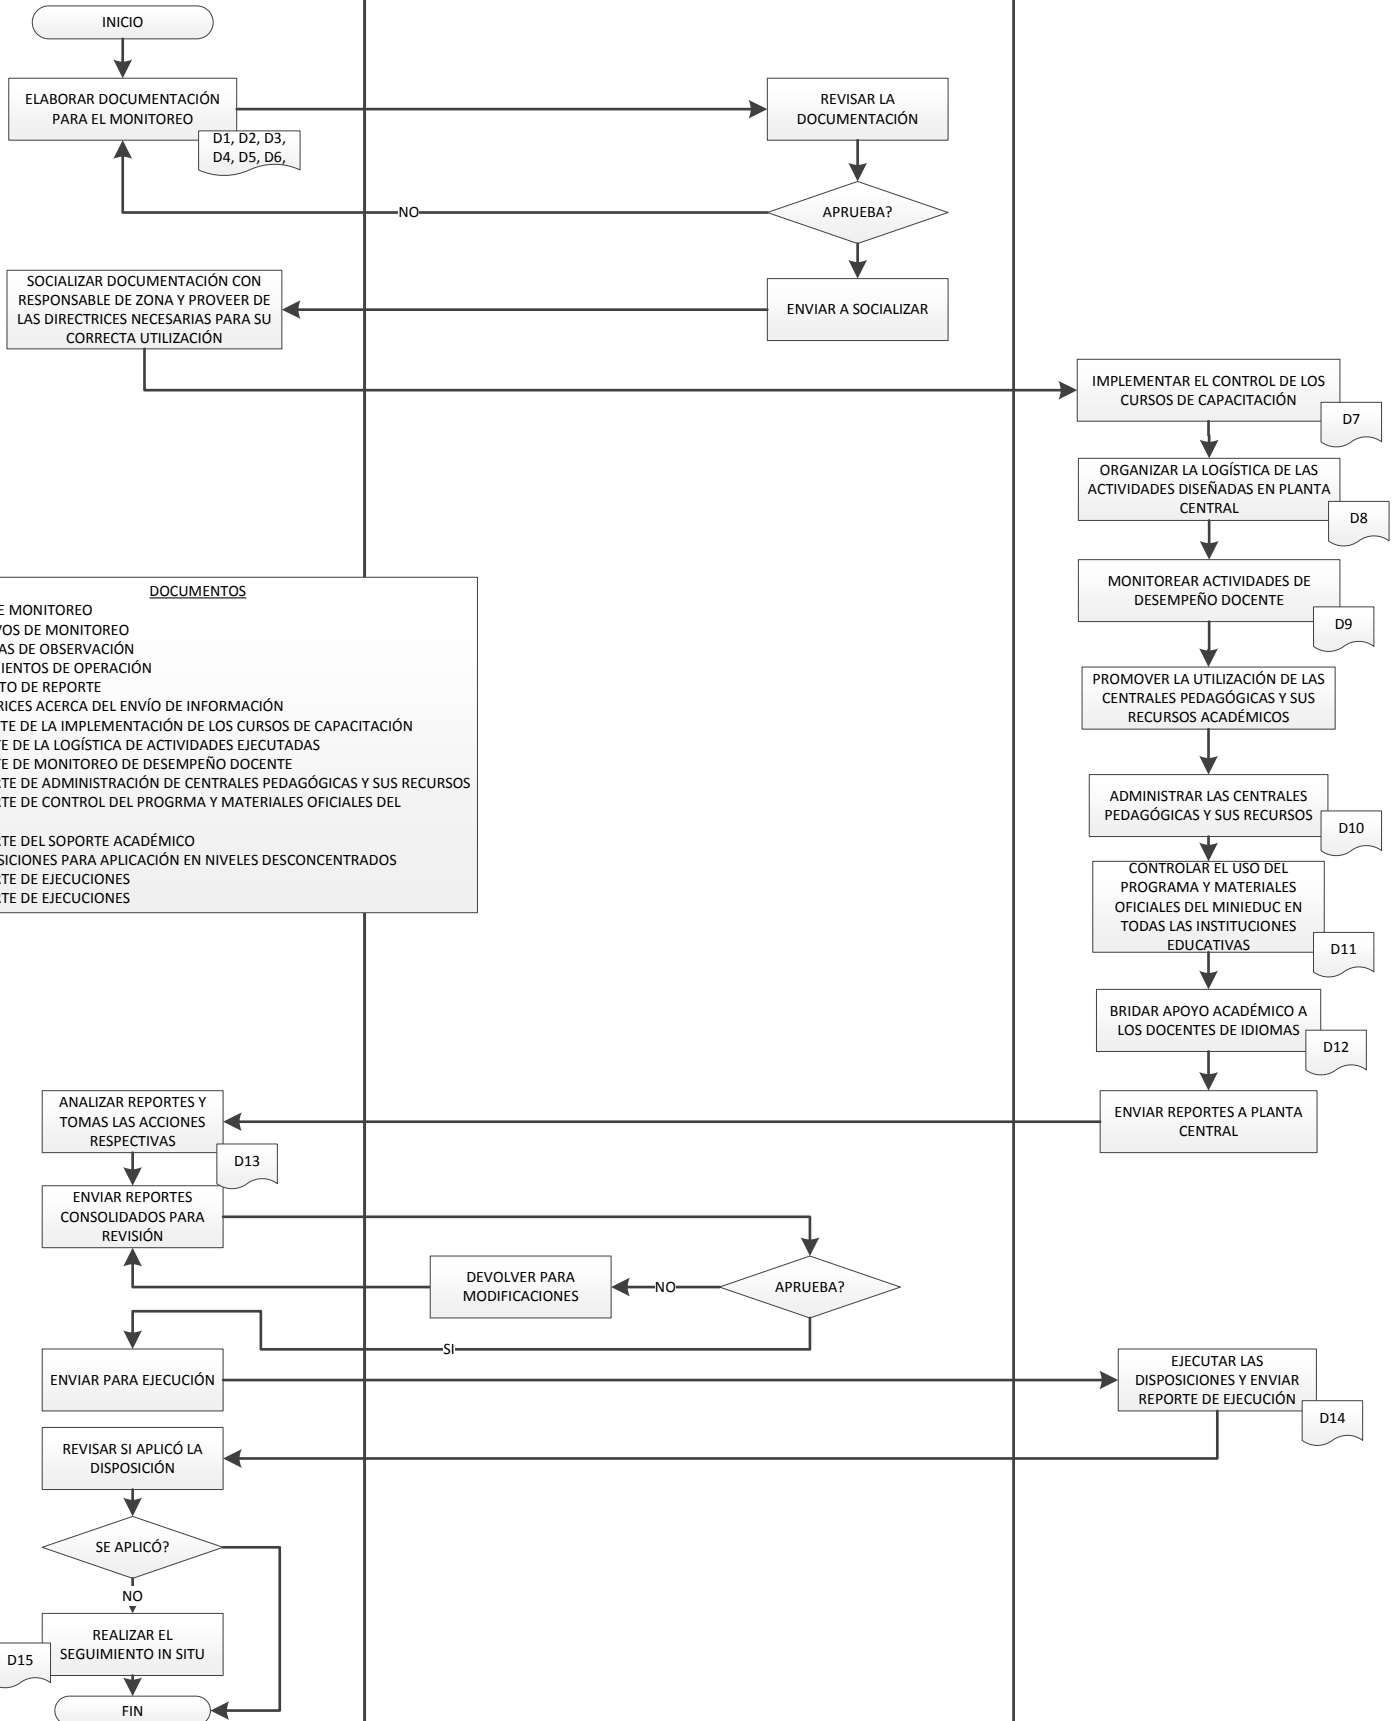 INICIO
ELABORAR DOCUMENTACIÓN
PARA EL MONITOREO
D1, D2, D3,
D4, D5, D6,
REVISAR LA
DOCUMENTACIÓN
APRUEBA?
NO
ENVIAR A SOCIALIZAR
SOCIALIZAR DOCUMENTACIÓN CON
RESPONSABLE DE ZONA Y PROVEER DE
LAS DIRECTRICES NECESARIAS PARA SU
CORRECTA UTILIZACIÓN
IMPLEMENTAR EL CONTROL DE LOS
CURSOS DE CAPACITACIÓN
D7
ORGANIZAR LA LOGÍSTICA DE LAS
ACTIVIDADES DISEÑADAS EN PLANTA
CENTRAL
D8
MONITOREAR ACTIVIDADES DE
DESEMPEÑO DOCENTE
D9
PROMOVER LA UTILIZACIÓN DE LAS
CENTRALES PEDAGÓGICAS Y SUS
RECURSOS ACADÉMICOS
ADMINISTRAR LAS CENTRALES
PEDAGÓGICAS Y SUS RECURSOS
D10
CONTROLAR EL USO DEL
PROGRAMA Y MATERIALES
OFICIALES DEL MINIEDUC EN
TODAS LAS INSTITUCIONES
EDUCATIVAS
D11
BRIDAR APOYO ACADÉMICO A
LOS DOCENTES DE IDIOMAS
D12
ENVIAR REPORTES A PLANTA
CENTRAL
DOCUMENTOS
E MONITOREO
VOS DE MONITOREO
AS DE OBSERVACIÓN
IENTOS DE OPERACIÓN
TO DE REPORTE
RICES ACERCA DEL ENVÍO DE INFORMACIÓN
TE DE LA IMPLEMENTACIÓN DE LOS CURSOS DE CAPACITACIÓN
E DE LA LOGÍSTICA DE ACTIVIDADES EJECUTADAS
TE DE MONITOREO DE DESEMPEÑO DOCENTE
RTE DE ADMINISTRACIÓN DE CENTRALES PEDAGÓGICAS Y SUS RECURSOS
RTE DE CONTROL DEL PROGRMA Y MATERIALES OFICIALES DEL
RTE DEL SOPORTE ACADÉMICO
SICIONES PARA APLICACIÓN EN NIVELES DESCONCENTRADOS
RTE DE EJECUCIONES
RTE DE EJECUCIONES
ANALIZAR REPORTES Y
TOMAS LAS ACCIONES
RESPECTIVAS
D13
ENVIAR REPORTES
CONSOLIDADOS PARA
REVISIÓN
APRUEBA?
NO
DEVOLVER PARA
MODIFICACIONES
SI
ENVIAR PARA EJECUCIÓN
EJECUTAR LAS
DISPOSICIONES Y ENVIAR
REPORTE DE EJECUCIÓN
D14
REVISAR SI APLICÓ LA
DISPOSICIÓN
SE APLICÓ?
NO
REALIZAR EL
SEGUIMIENTO IN SITU
D15
FIN